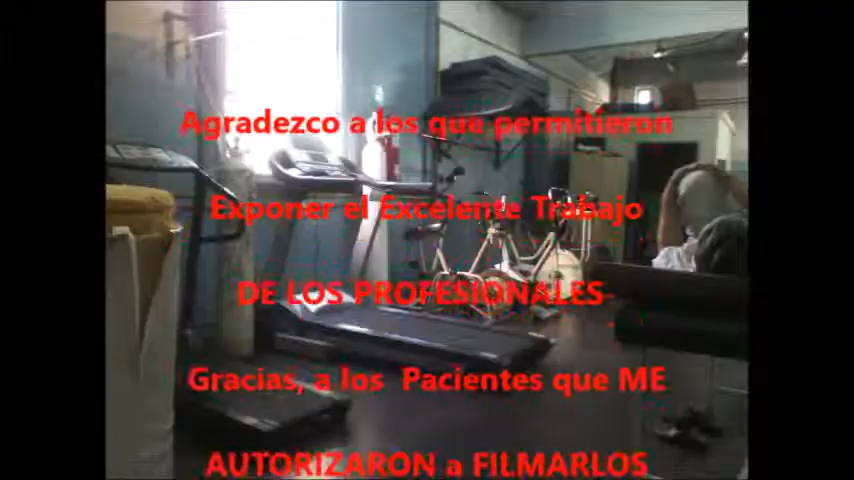 Agradezco a los que permitieron
Exponer el Excelente Trabajo
DE LOS PROFESIONALES
Gracias, a los Pacientes que ME
AUTORIZARON a FILMARLOS